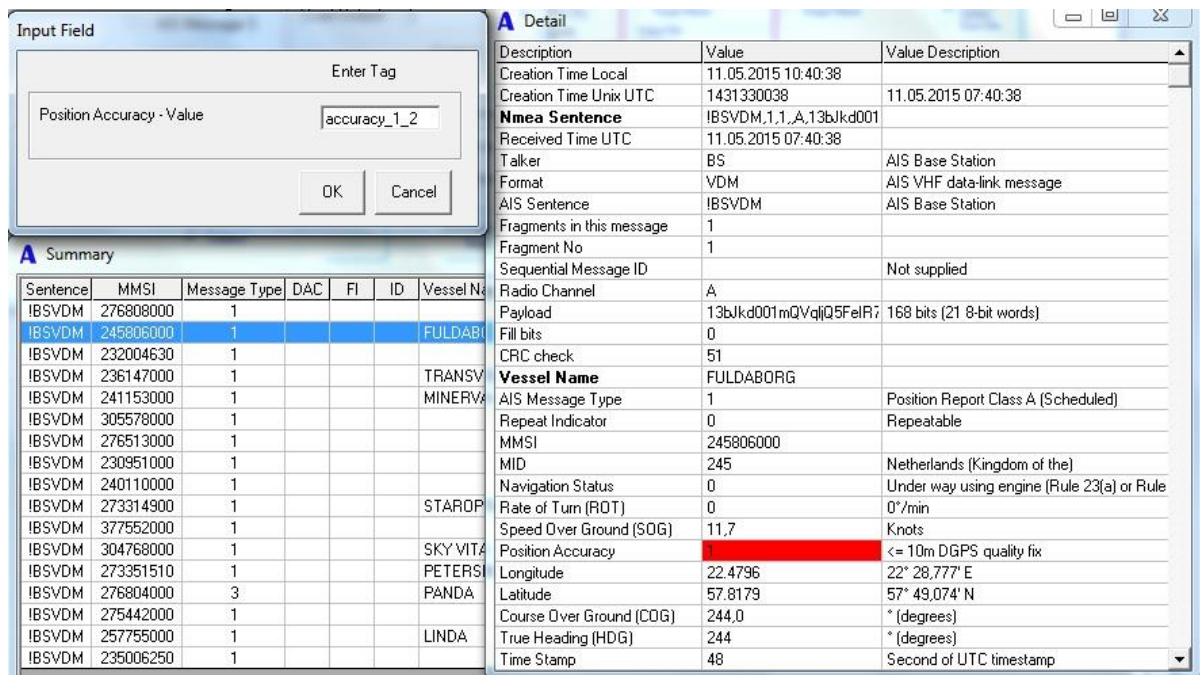 Input Field
Enter Tag
Position Accuracy - Value
accuracy_1_2
OK Cancel
A Summary
Sentence MMSI Message Type DAC FI ID Vessel Na
!BSVDM 276808000 1
!BSVDM 245806000 1 FULDAB
!BSVDM 232004630 1
!BSVDM 236147000 1 TRANSV
!BSVDM 241153000 1 MINERVA
!BSVDM 305578000 1
!BSVDM 276513000 1
!BSVDM 230951000 1
!BSVDM 240110000 1
!BSVDM 273314900 1 STAROP
!BSVDM 377552000 1
!BSVDM 304768000 1 SKY VITA
!BSVDM 273351510 1 PETERS
!BSVDM 276804000 3 PANDA
!BSVDM 275442000 1
!BSVDM 257755000 1 LINDA
!BSVDM 235006250 1
A Detail
Description Value Value Description
Creation Time Local 11.05.2015 10:40:38
Creation Time Unix UTC 1431330038 11.05.2015 07:40:38
Nmea Sentence !BSVDM,1,1,,A,13bJkd001
Received Time UTC 11.05.2015 07:40:38
Talker BS AIS Base Station
Format VDM AIS VHF data-link message
AIS Sentence !BSVDM AIS Base Station
Fragments in this message 1
Fragment No 1
Sequential Message ID Not supplied
Radio Channel A
Payload 13bJkd001mQVqljQ5FelR7 168 bits (21 8-bit words)
Fill bits 0
CRC check 51
Vessel Name FULDABORG
AIS Message Type 1 Position Report Class A (Scheduled)
Repeat Indicator 0 Repeatable
MMSI 245806000
MID 245 Netherlands (Kingdom of the)
Navigation Status 0 Under way using engine (Rule 23(a) or Rule
Rate of Turn (ROT) 0 0°/min
Speed Over Ground (SOG) 11,7 Knots
Position Accuracy 1 <= 10m DGPS quality fix
Longitude 22.4796 22° 28,777' E
Latitude 57.8179 57° 49,074' N
Course Over Ground (COG) 244,0 ° (degrees)
True Heading (HDG) 244 ° (degrees)
Time Stamp 48 Second of UTC timestamp